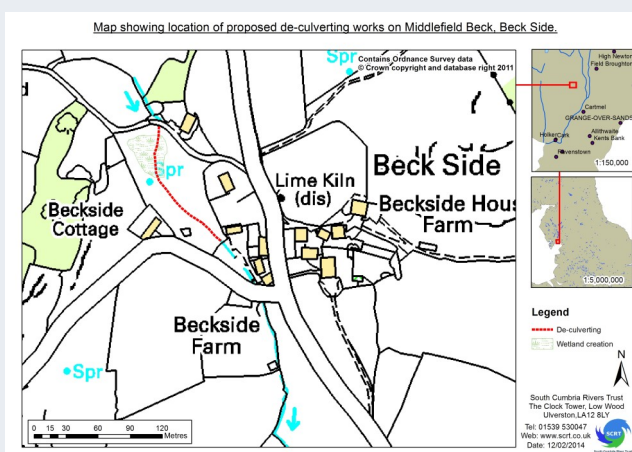 Map showing location of proposed de-culverting works on Middlefield Beck, Beck Side.
Spr
Contains Ordnance Survey data
© Crown copyright and database right 2011
High Newton
Field Broughton
Cartmel
GRANGE-OVER-SANDS
Allithwaite
Holker
Cark
Kents Bank
Ravenstown
1:150,000
Spr
Beck Side
Lime Kiln
(dis)
Beckside Hous
Farm
Beckside
Cottage
1:5,000,000
Beckside
Farm
Spr
Legend
De-culverting
Wetland creation
N
South Cumbria Rivers Trust
The Clock Tower, Low Wood
Ulverston,LA12 8LY
Tel: 01539 530047
Web: www.scrt.co.uk
Date: 12/02/2014
SCRT
0 15 30 60 90 120
Metres